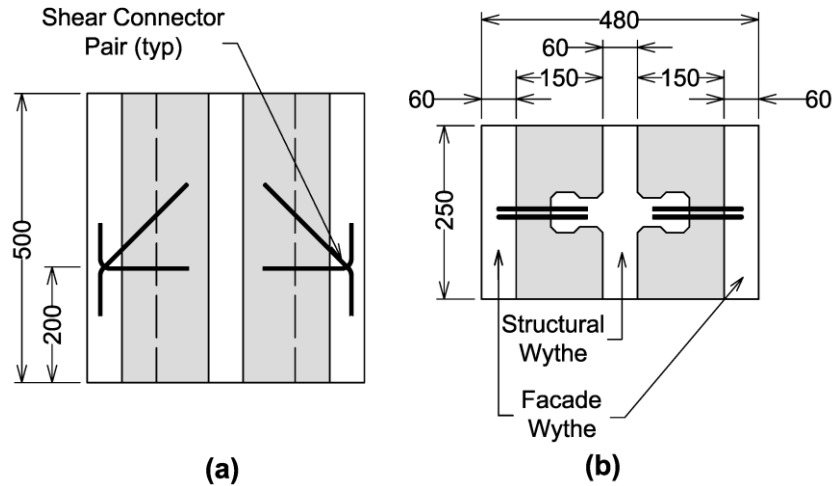 Shear Connector
Pair (typ)
500
200
(a)
480
60
150
150
60
60
250
Structural
Wythe
Facade
Wythe
(b)